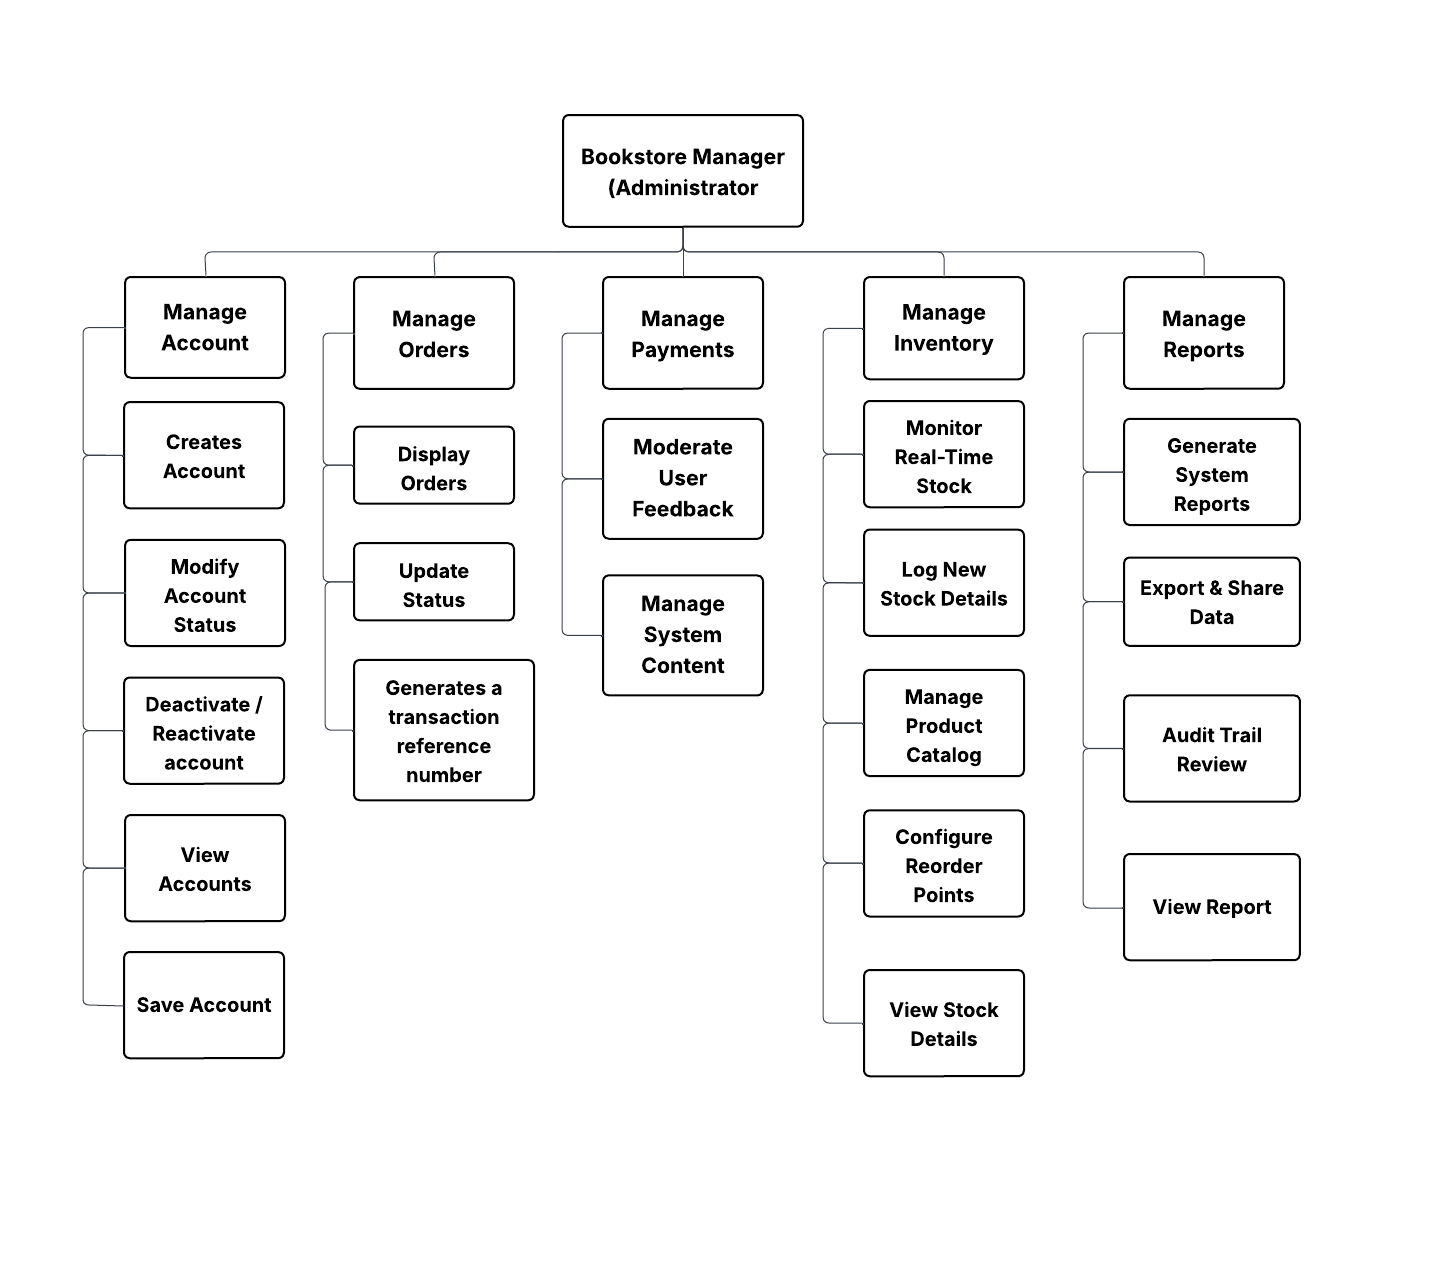 Bookstore Manager
(Administrator
Manage
Account
Creates
Account
Modify
Account
Status
Deactivate /
Reactivate
account
View
Accounts
Save Account
Manage
Orders
Display
Orders
Update
Status
Generates a
transaction
reference
number
Manage
Payments
Moderate
User
Feedback
Manage
System
Content
Manage
Inventory
Monitor
Real-Time
Stock
Log New
Stock Details
Manage
Product
Catalog
Configure
Reorder
Points
View Stock
Details
Manage
Reports
Generate
System
Reports
Export & Share
Data
Audit Trail
Review
View Report